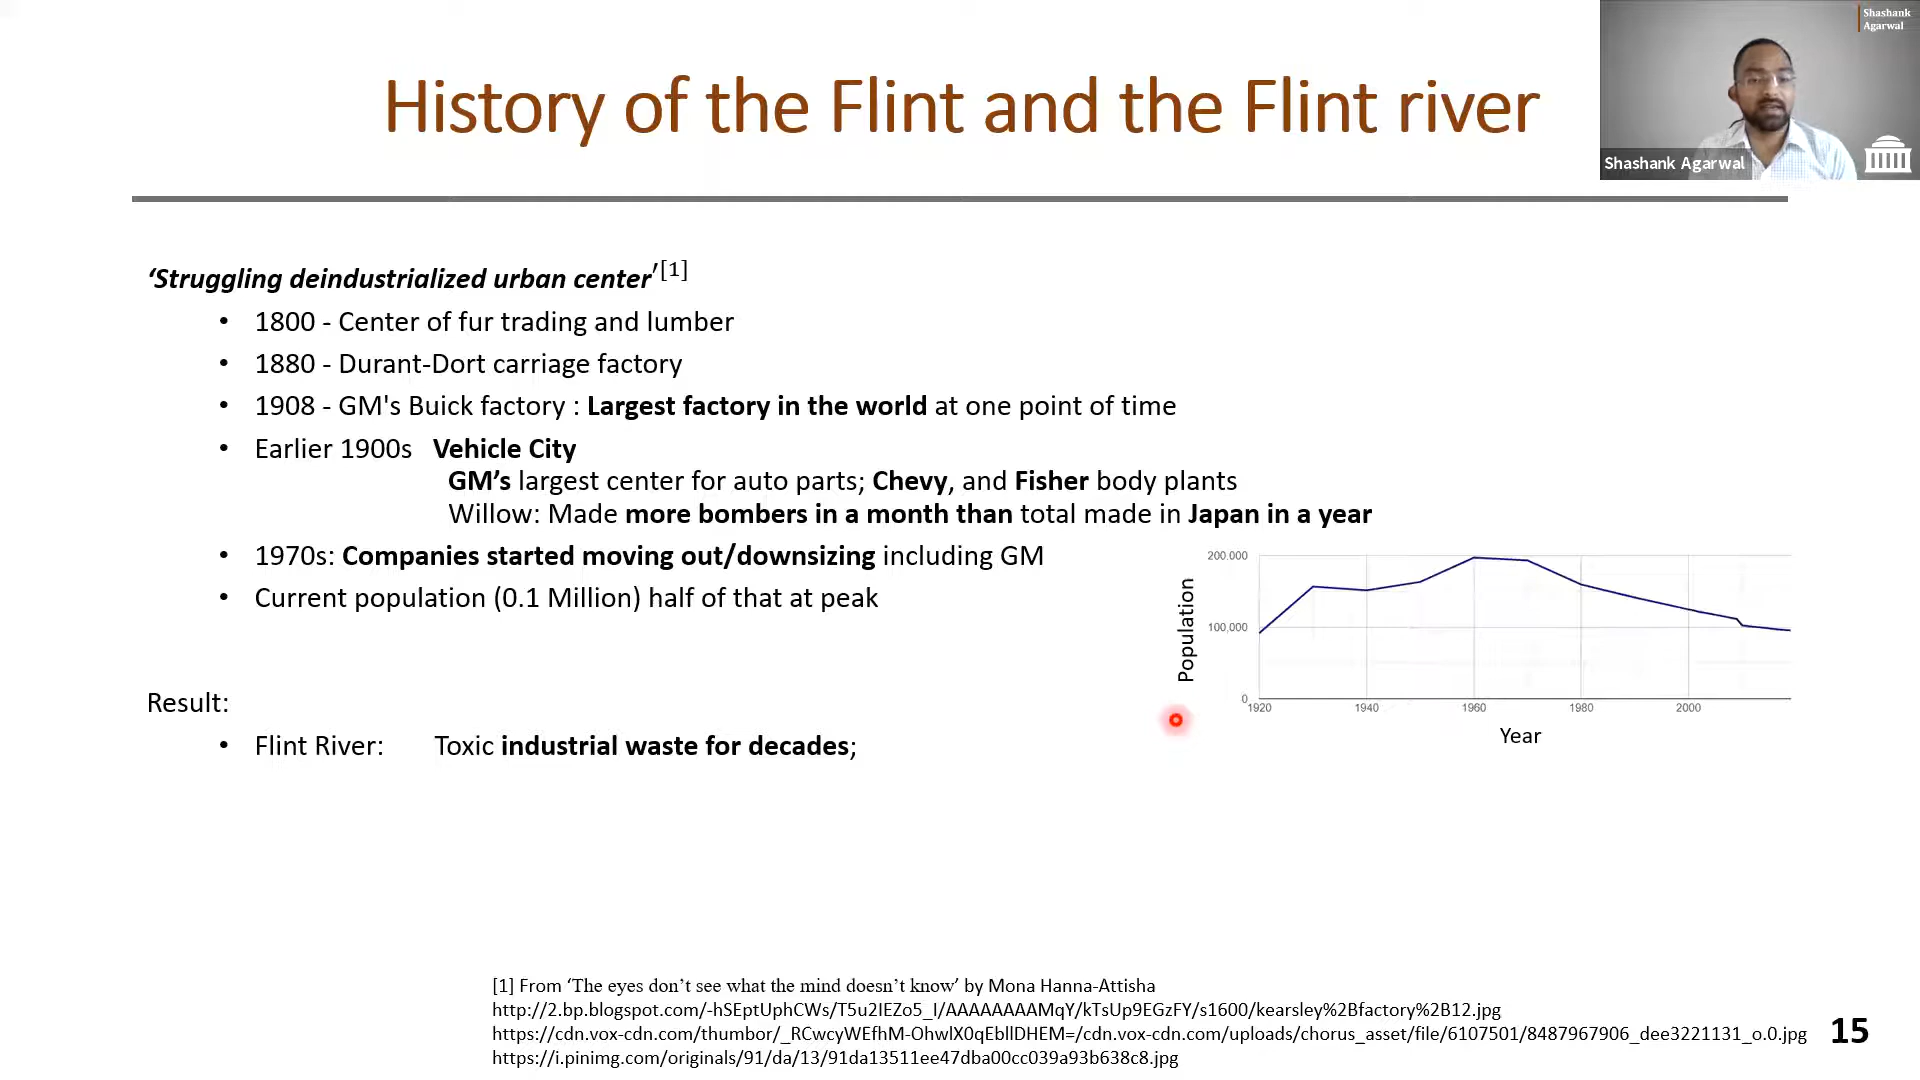 Shashank
Agarwal
History of the Flint and the Flint river
Shashank Agarwal
‘Struggling deindustrialized urban center’[1]
• 1800 - Center of fur trading and lumber
• 1880 - Durant-Dort carriage factory
• 1908 - GM's Buick factory : Largest factory in the world at one point of time
• Earlier 1900s Vehicle City
GM’s largest center for auto parts; Chevy, and Fisher body plants
Willow: Made more bombers in a month than total made in Japan in a year
• 1970s: Companies started moving out/downsizing including GM
• Current population (0.1 Million) half of that at peak
Population
200.000
100,000
0
1920 1940 1960 1980 2000
Year
Result:
• Flint River: Toxic industrial waste for decades;
[1] From ‘The eyes don’t see what the mind doesn’t know’ by Mona Hanna-Attisha
http://2.bp.blogspot.com/-hSEptUphCWs/T5u2IEZo5_I/AAAAAAAAMqY/kTsUp9EGzFY/s1600/kearsley%2Bfactory%2B12.jpg
https://cdn.vox-cdn.com/thumbor/_RCwcyWEfhM-OhwlX0qEbllDHEM=/cdn.vox-cdn.com/uploads/chorus_asset/file/6107501/8487967906_dee3221131_o.0.jpg
https://i.pinimg.com/originals/91/da/13/91da13511ee47dba00cc039a93b638c8.jpg
15